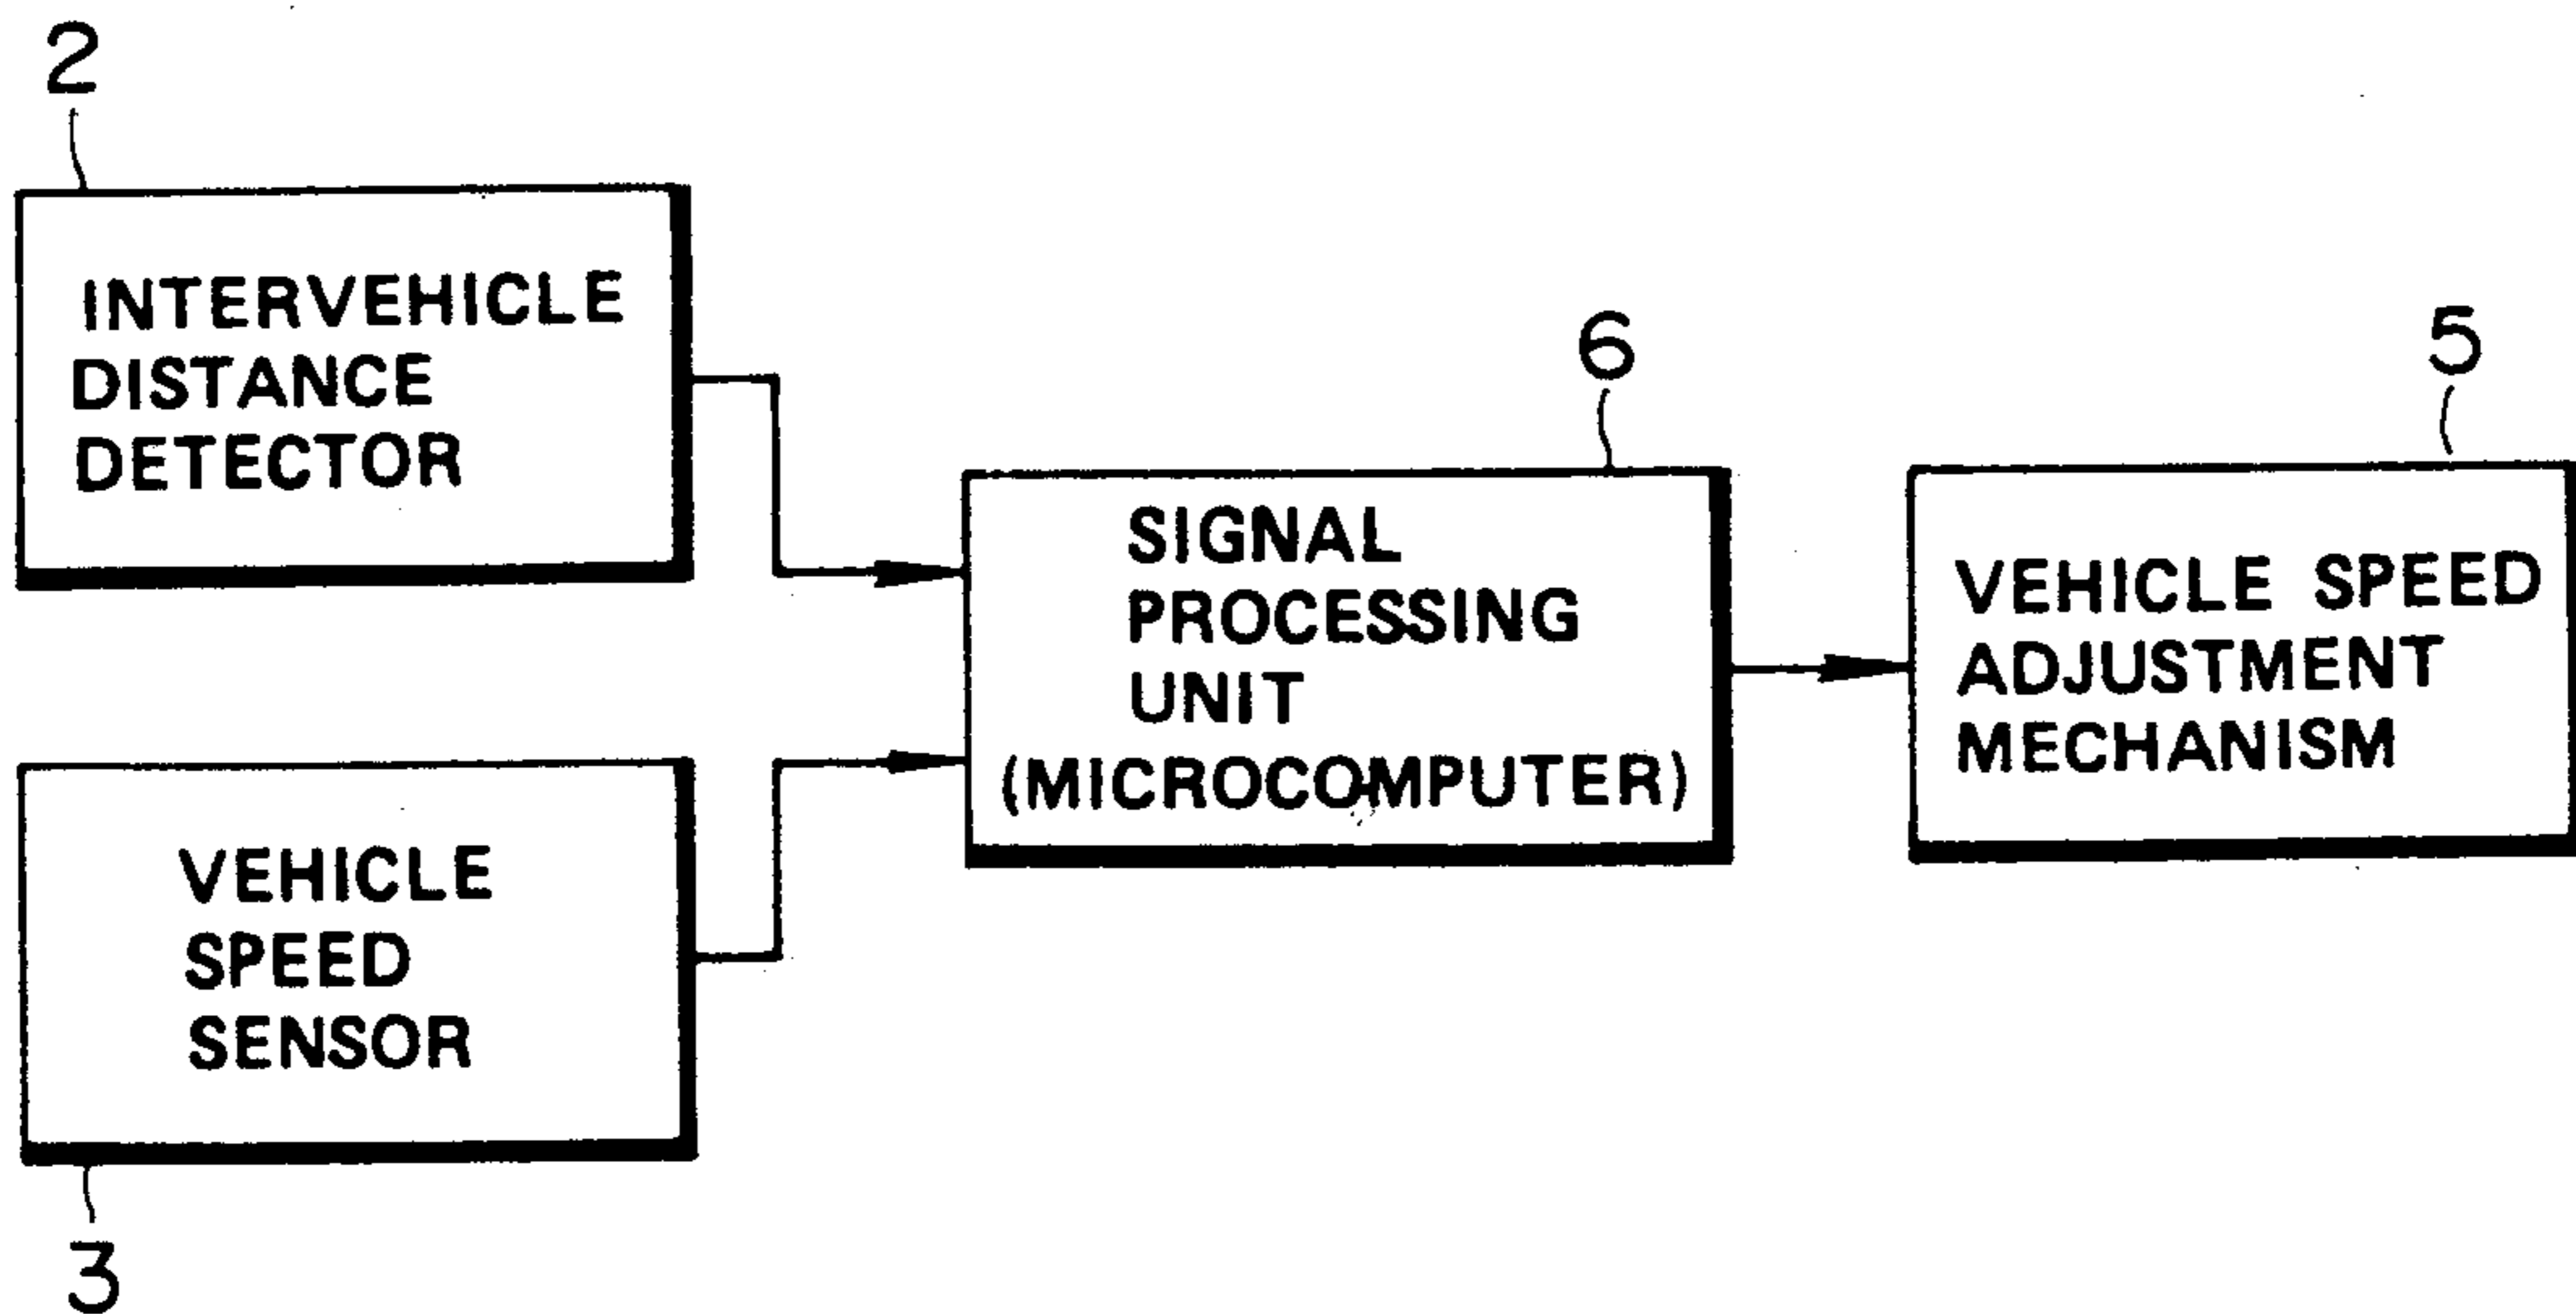 2
INTERVEHICLE
DISTANCE
DETECTOR
6
SIGNAL
PROCESSING
UNIT
(MICROCOMPUTER)
5
VEHICLE SPEED
ADJUSTMENT
MECHANISM
VEHICLE
SPEED
SENSOR
3